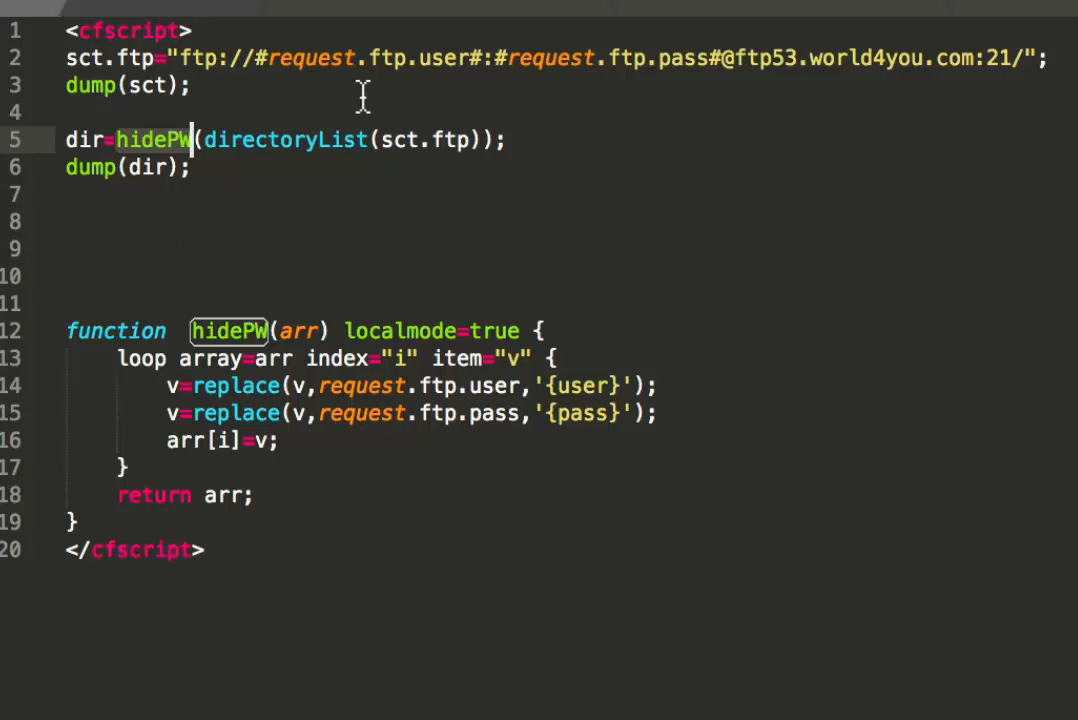 1 <cfscript>
2 sct.ftp="ftp://#request.ftp.user#:#request.ftp.pass#@ftp53.world4you.com:21/";
3 dump(sct);
4
5 dir=hidePW(directoryList(sct.ftp));
6 dump(dir);
7
8
9
10
11
12 function  hidePW(arr) localmode=true {
13     loop array=arr index="i" item="v" {
14         v=replace(v,request.ftp.user,'{user}');
15         v=replace(v,request.ftp.pass,'{pass}');
16         arr[i]=v;
17     }
18     return arr;
19 }
20 </cfscript>